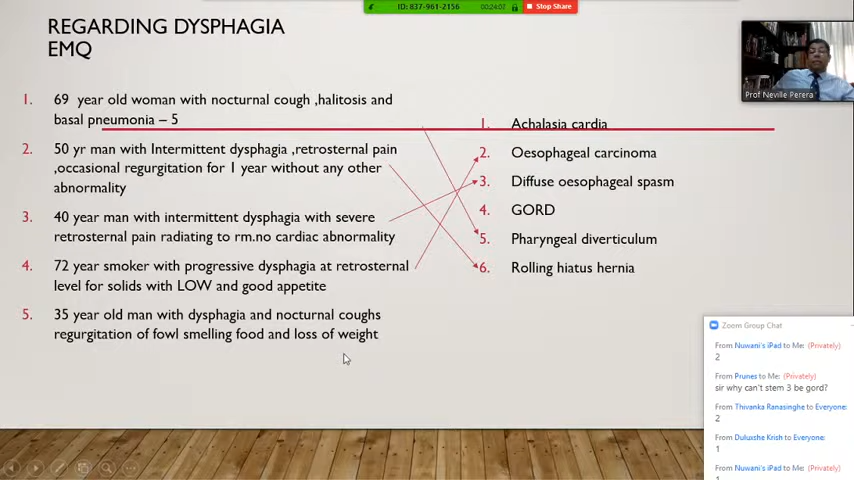 ID: 837-961-2156
00:24:07
Stop Share
REGARDING DYSPHAGIA
EMQ
Prof Neville Perera
1. 69 year old woman with nocturnal cough ,halitosis and
basal pneumonia – 5
2. 50 yr man with Intermittent dysphagia ,retrosternal pain
,occasional regurgitation for 1 year without any other
abnormality
3. 40 year man with intermittent dysphagia with severe
retrosternal pain radiating to rm.no cardiac abnormality
4. 72 year smoker with progressive dysphagia at retrosternal
level for solids with LOW and good appetite
5. 35 year old man with dysphagia and nocturnal coughs
regurgitation of fowl smelling food and loss of weight
1. Achalasia cardia
2. Oesophageal carcinoma
3. Diffuse oesophageal spasm
4. GORD
5. Pharyngeal diverticulum
6. Rolling hiatus hernia
Zoom Group Chat
From Nuwani's iPad to Me: (Privately)
2
From Prunes to Me: (Privately)
sir why can't stem 3 be gord?
From Thivanka Ranasinghe to Everyone:
2
From Duluxshe Krish to Everyone:
1
From Nuwani's iPad to Me: (Privately)
1